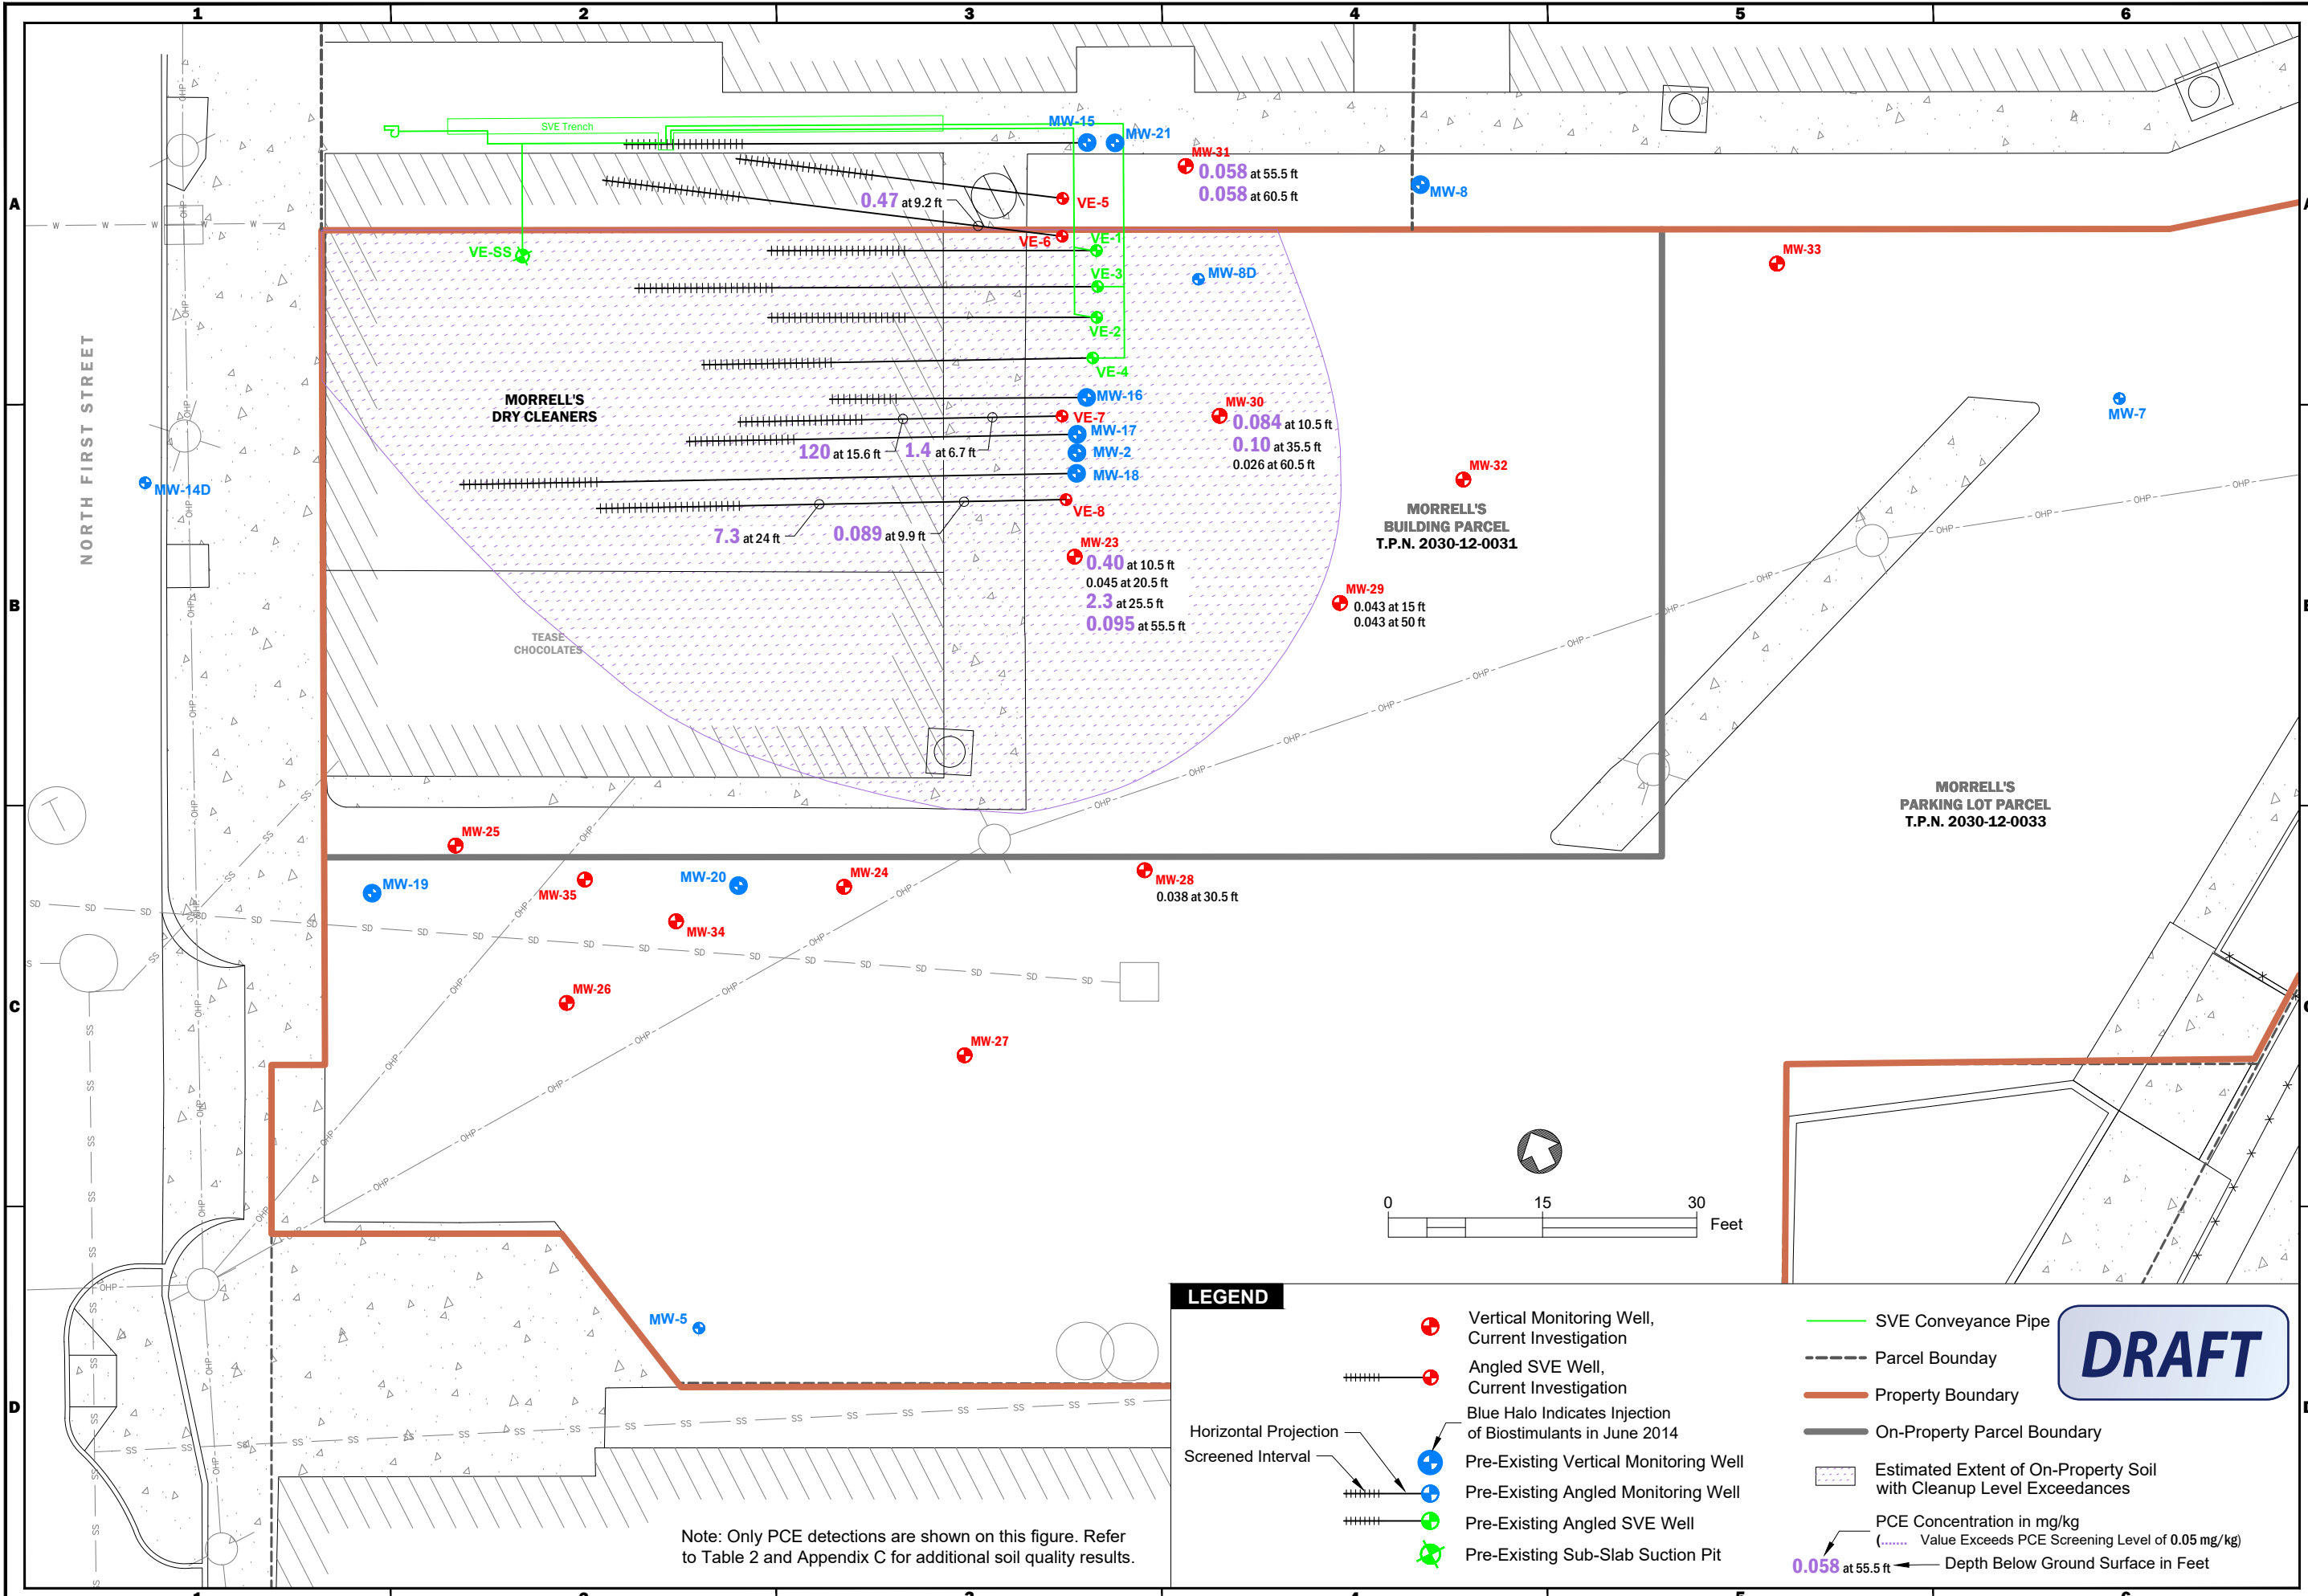 1 2 3 4 5 6
A
B
C
D
SVE Trench
MW-15
MW-21
MW-31
0.058 at 55.5 ft
0.058 at 60.5 ft
MW-8
0.47 at 9.2 ft
VE-5
VE-6
VE-1
VE-SS
VE-3
MW-8D
MW-33
VE-2
VE-4
MORRELL'S
DRY CLEANERS
MW-16
VE-7
MW-30
0.084 at 10.5 ft
0.10 at 35.5 ft
0.026 at 60.5 ft
MW-7
MW-17
120 at 15.6 ft
1.4 at 6.7 ft
MW-2
MW-18
MW-32
NORTH FIRST STREET
MW-14D
VE-8
7.3 at 24 ft
0.089 at 9.9 ft
MORRELL'S
BUILDING PARCEL
T.P.N. 2030-12-0031
MW-23
0.40 at 10.5 ft
0.045 at 20.5 ft
2.3 at 25.5 ft
0.095 at 55.5 ft
MW-29
0.043 at 15 ft
0.043 at 50 ft
TEASE
CHOCOLATES
MORRELL'S
PARKING LOT PARCEL
T.P.N. 2030-12-0033
MW-25
MW-19
MW-35
MW-20
MW-24
MW-28
0.038 at 30.5 ft
MW-34
MW-26
MW-27
MW-5
0 15 30
Feet
Note: Only PCE detections are shown on this figure. Refer
to Table 2 and Appendix C for additional soil quality results.
LEGEND
Vertical Monitoring Well,
Current Investigation
Angled SVE Well,
Current Investigation
Blue Halo Indicates Injection
of Biostimulants in June 2014
Horizontal Projection
Screened Interval
Pre-Existing Vertical Monitoring Well
Pre-Existing Angled Monitoring Well
Pre-Existing Angled SVE Well
Pre-Existing Sub-Slab Suction Pit
SVE Conveyance Pipe
Parcel Bounday
Property Boundary
On-Property Parcel Boundary
Estimated Extent of On-Property Soil
with Cleanup Level Exceedances
PCE Concentration in mg/kg
(....... Value Exceeds PCE Screening Level of 0.05 mg/kg)
0.058 at 55.5 ft
Depth Below Ground Surface in Feet
DRAFT